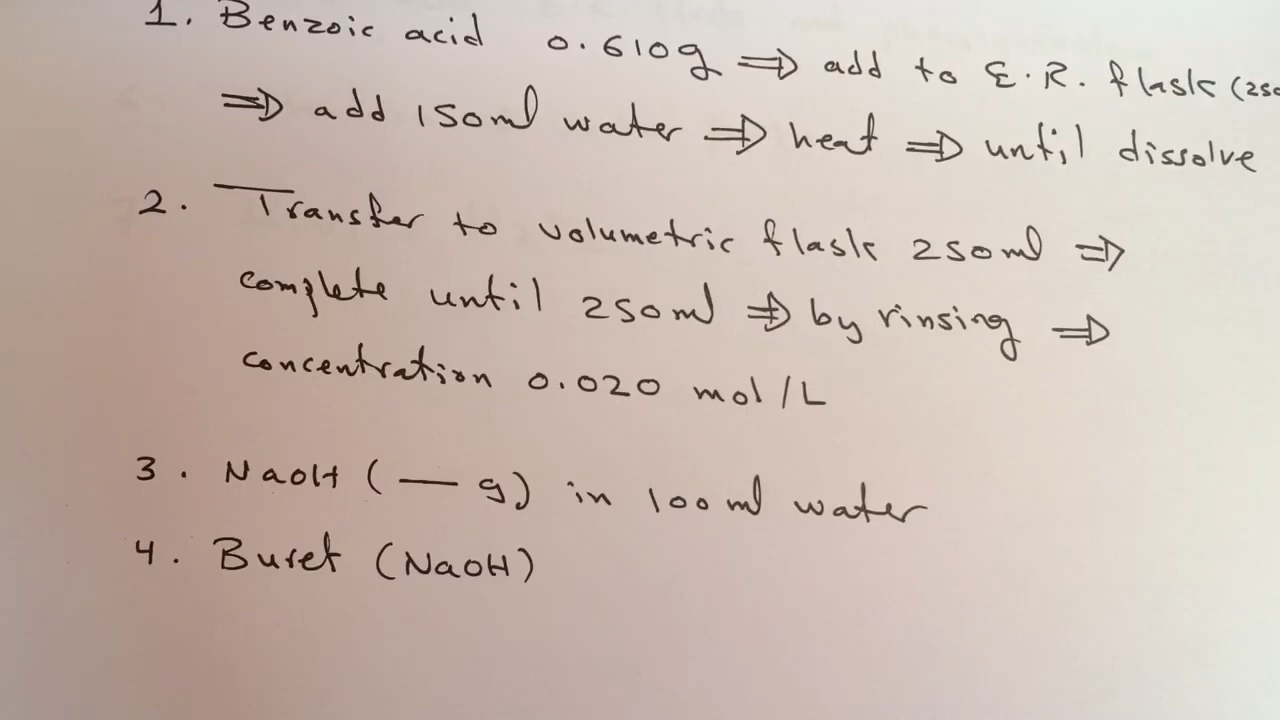 1. Benzoic acid 0.610g ⇒ add to E.R. flask (250
⇒ add 150ml water ⇒ heat ⇒ until dissolve
2. Transfer to volumetric flask 250ml ⇒
complete until 250ml ⇒ by rinsing ⇒
concentration 0.020 mol/L
3. NaOH (— g) in 100ml water
4. Buret (NaOH)